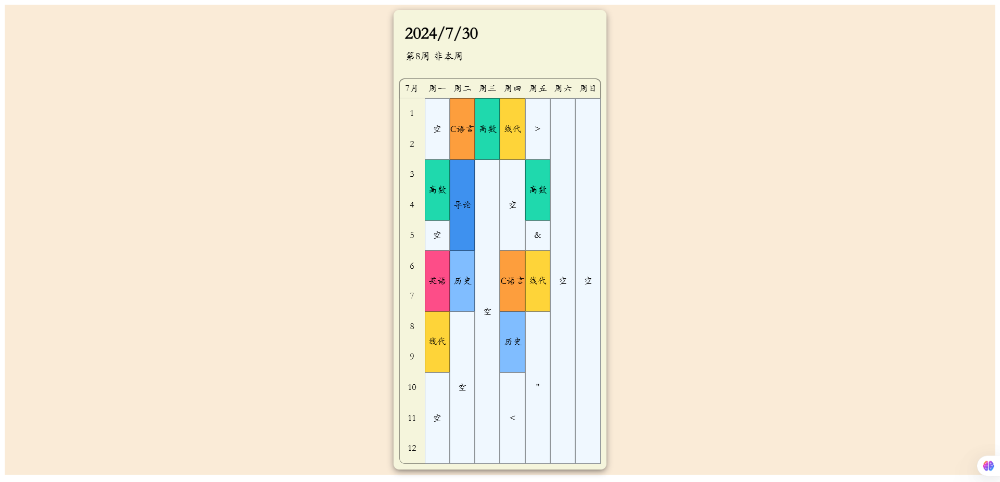 2024/7/30
第8周 非本周
7月 周一 周二 周三 周四 周五 周六 周日
1
空 C语言 高数 线代 >
2
3
高数 高数
4 导论 空
5 空 &
6
英语 历史 C语言 线代 空 空
7
空
8
线代 历史
9
10 空 "
11 空 <
12